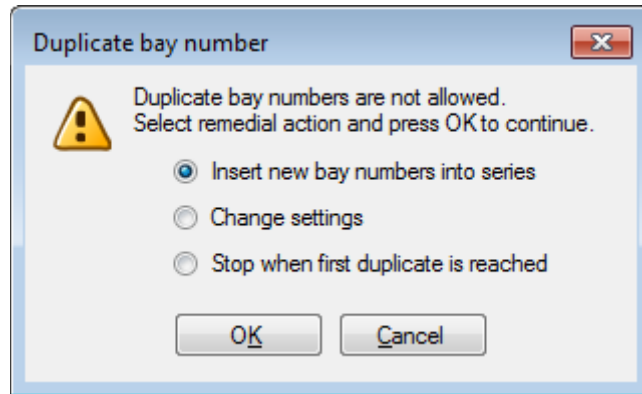 Duplicate bay number
Duplicate bay numbers are not allowed.
Select remedial action and press OK to continue.
Insert new bay numbers into series
Change settings
Stop when first duplicate is reached
OK Cancel